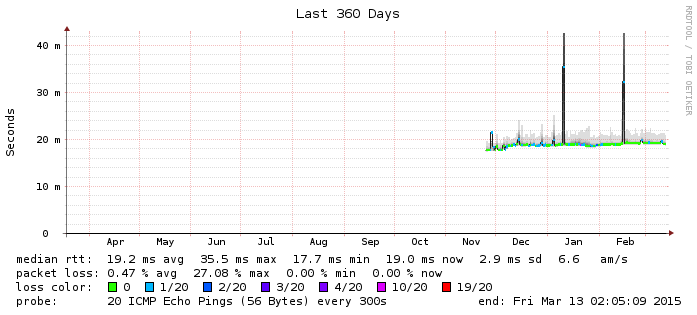 Last 360 Days
RRDTOOL / TOBI OETIKER
Seconds
40 m
30 m
20 m
10 m
0
Apr May Jun Jul Aug Sep Oct Nov Dec Jan Feb
median rtt: 19.2 ms avg 35.5 ms max 17.7 ms min 19.0 ms now 2.9 ms sd 6.6 am/s
packet loss: 0.47 % avg 27.08 % max 0.00 % min 0.00 % now
loss color: 0 1/20 2/20 3/20 4/20 10/20 19/20
probe: 20 ICMP Echo Pings (56 Bytes) every 300s end: Fri Mar 13 02:05:09 2015